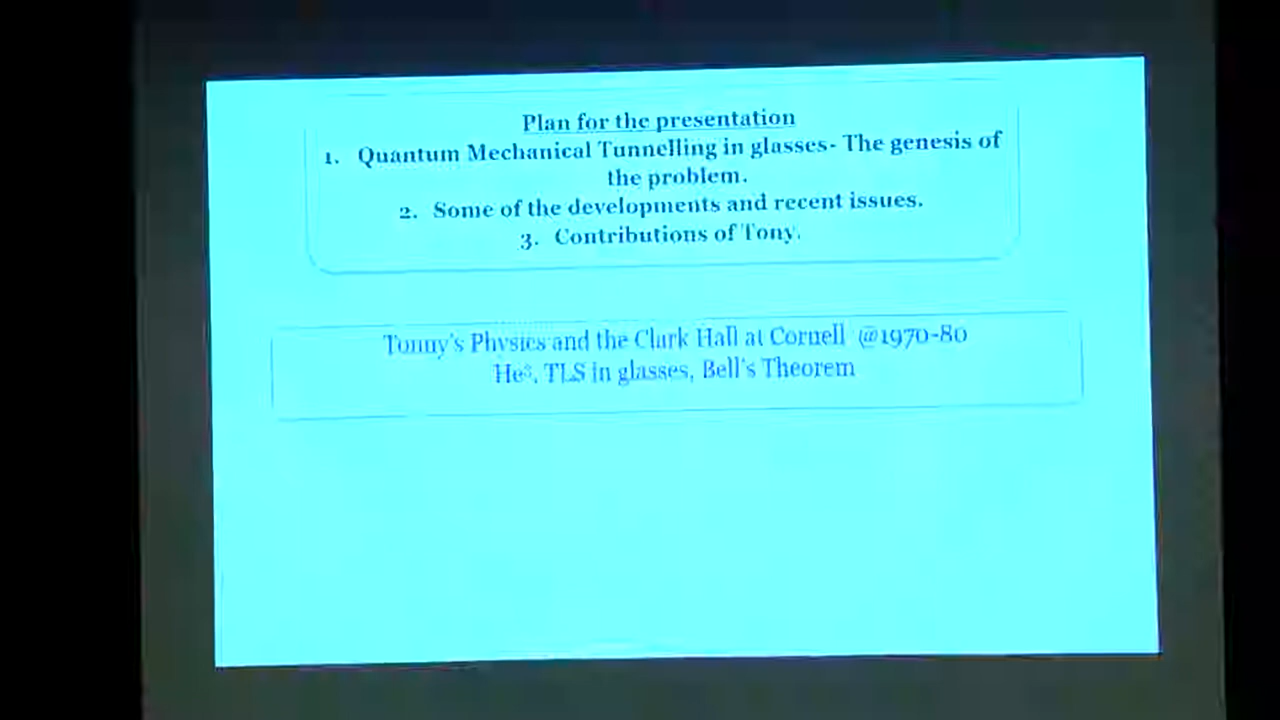 Plan for the presentation
1. Quantum Mechanical Tunnelling in glasses- The genesis of
the problem.
2. Some of the developments and recent issues.
3. Contributions of Tony.
Tonny's Physics and the Clark Hall at Cornell @1970-80
He³, TLS in glasses, Bell's Theorem